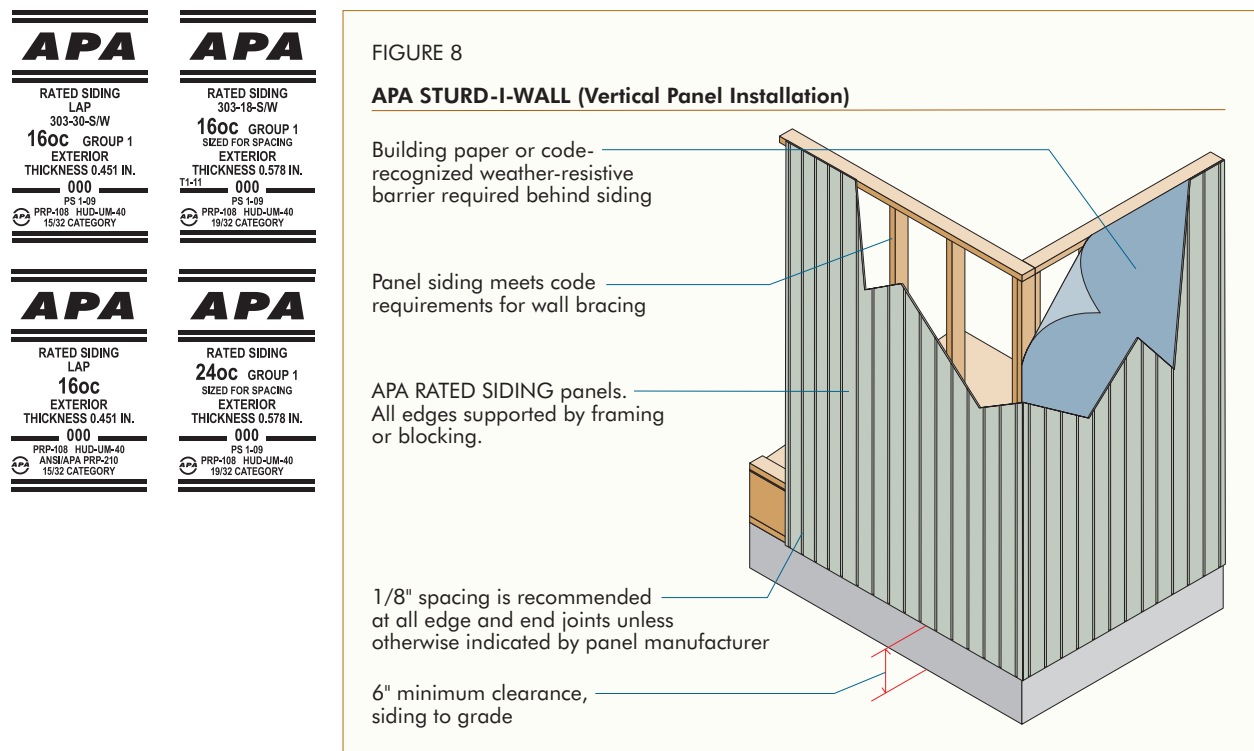 APA
RATED SIDING
LAP
303-30-S/W
16oc GROUP 1
EXTERIOR
THICKNESS 0.451 IN.
000
PS 1-09
APA PRP-108 HUD-UM-40
15/32 CATEGORY
APA
RATED SIDING
303-18-S/W
16oc GROUP 1
SIZED FOR SPACING
EXTERIOR
THICKNESS 0.578 IN.
T1-11 000
PS 1-09
APA PRP-108 HUD-UM-40
19/32 CATEGORY
APA
RATED SIDING
LAP
16oc
EXTERIOR
THICKNESS 0.451 IN.
000
PRP-108 HUD-UM-40
APA ANSI/APA PRP-210
15/32 CATEGORY
APA
RATED SIDING
24oc GROUP 1
SIZED FOR SPACING
EXTERIOR
THICKNESS 0.578 IN.
000
PS 1-09
APA PRP-108 HUD-UM-40
19/32 CATEGORY
FIGURE 8
APA STURD-I-WALL (Vertical Panel Installation)
Building paper or code-
recognized weather-resistive
barrier required behind siding
Panel siding meets code
requirements for wall bracing
APA RATED SIDING panels.
All edges supported by framing
or blocking.
1/8" spacing is recommended
at all edge and end joints unless
otherwise indicated by panel manufacturer
6" minimum clearance,
siding to grade